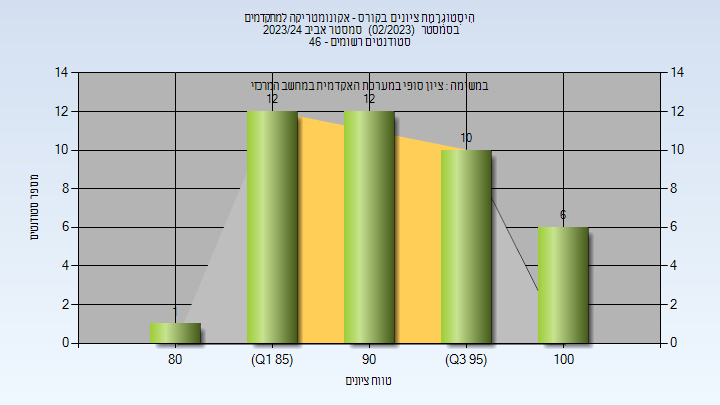 היסטוגרמת ציונים בקורס - אקונומטריקה למתקדמים
בסמסטר (02/2023) סמסטר אביב 2023/24
סטודנטים רשומים - 46
במשימה : ציון סופי במערכת האקדמית במחשב המרכזי
14 14
12 12
10 10
8 8
6 6
4 4
2 2
0 0
1 12 12 10 6
מספר סטודנטים
80 (Q1 85) 90 (Q3 95) 100
טווח ציונים